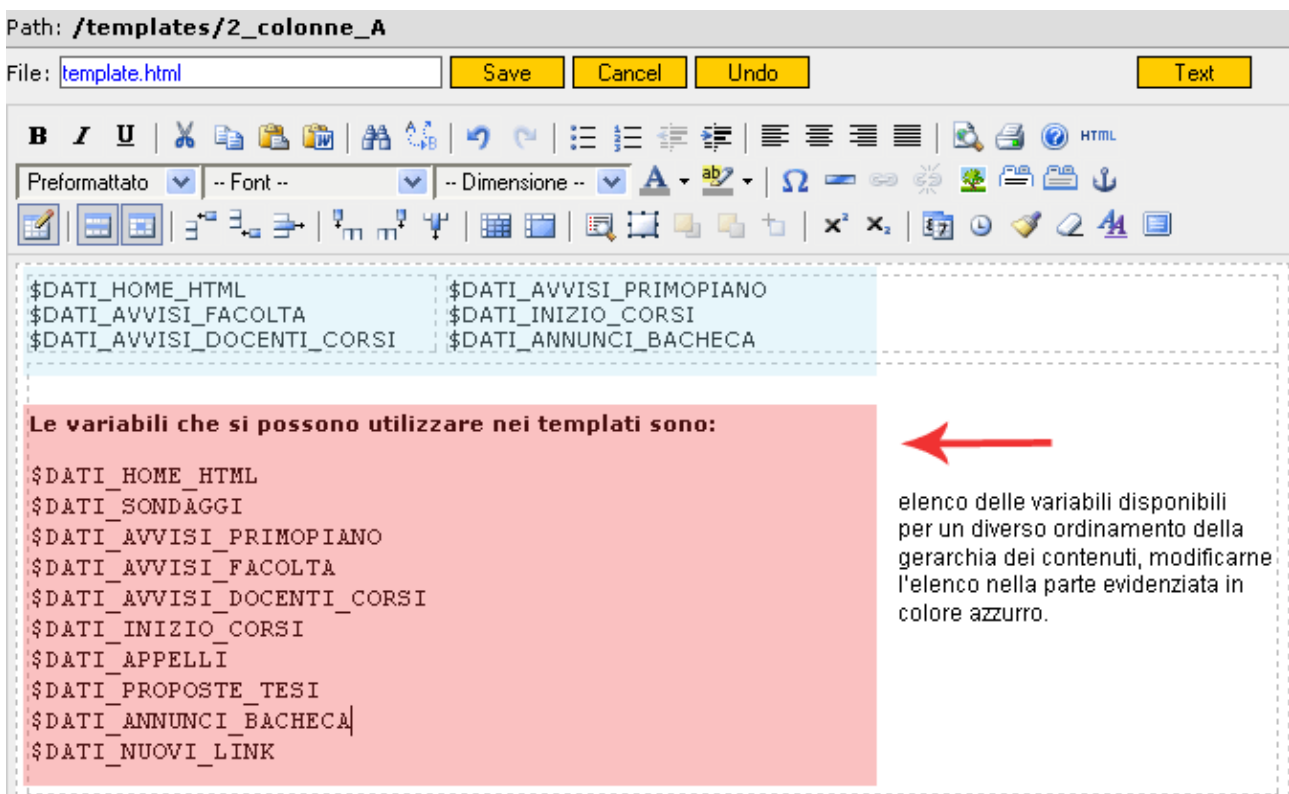 Path: /templates/2_colonne_A
File: template.html Save Cancel Undo Text
B I U HTML
Preformattato -- Font -- -- Dimensione --
$DATI_HOME_HTML $DATI_AVVISI_PRIMOPIANO
$DATI_AVVISI_FACOLTA $DATI_INIZIO_CORSI
$DATI_AVVISI_DOCENTI_CORSI $DATI_ANNUNCI_BACHECA
Le variabili che si possono utilizzare nei templati sono:
$DATI_HOME_HTML
$DATI_SONDAGGI
$DATI_AVVISI_PRIMOPIANO
$DATI_AVVISI_FACOLTA
$DATI_AVVISI_DOCENTI_CORSI
$DATI_INIZIO_CORSI
$DATI_APPELLI
$DATI_PROPOSTE_TESI
$DATI_ANNUNCI_BACHECA
$DATI_NUOVI_LINK
elenco delle variabili disponibili
per un diverso ordinamento della
gerarchia dei contenuti, modificarne
l'elenco nella parte evidenziata in
colore azzurro.